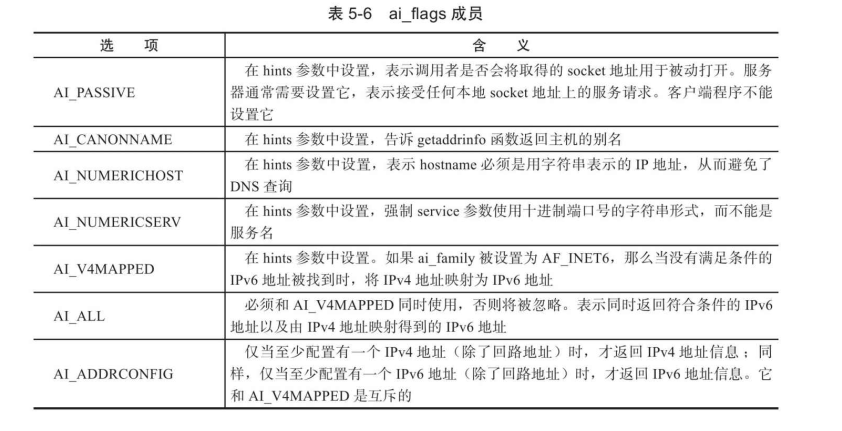 表 5-6 ai_flags 成员
选 项 含 义
AI_PASSIVE
在 hints 参数中设置，表示调用者是否会将取得的 socket 地址用于被动打开。服务
器通常需要设置它，表示接受任何本地 socket 地址上的服务请求。客户端程序不能
设置它
AI_CANONNAME 在 hints 参数中设置，告诉 getaddrinfo 函数返回主机的别名
AI_NUMERICHOST
在 hints 参数中设置，表示 hostname 必须是用字符串表示的 IP 地址，从而避免了
DNS 查询
AI_NUMERICSERV
在 hints 参数中设置，强制 service 参数使用十进制端口号的字符串形式，而不能是
服务名
AI_V4MAPPED
在 hints 参数中设置。如果 ai_family 被设置为 AF_INET6，那么当没有满足条件的
IPv6 地址被找到时，将 IPv4 地址映射为 IPv6 地址
AI_ALL
必须和 AI_V4MAPPED 同时使用，否则将被忽略。表示同时返回符合条件的 IPv6
地址以及由 IPv4 地址映射得到的 IPv6 地址
AI_ADDRCONFIG
仅当至少配置有一个 IPv4 地址（除了回路地址）时，才返回 IPv4 地址信息；同
样，仅当至少配置有一个 IPv6 地址（除了回路地址）时，才返回 IPv6 地址信息。它
和 AI_V4MAPPED 是互斥的